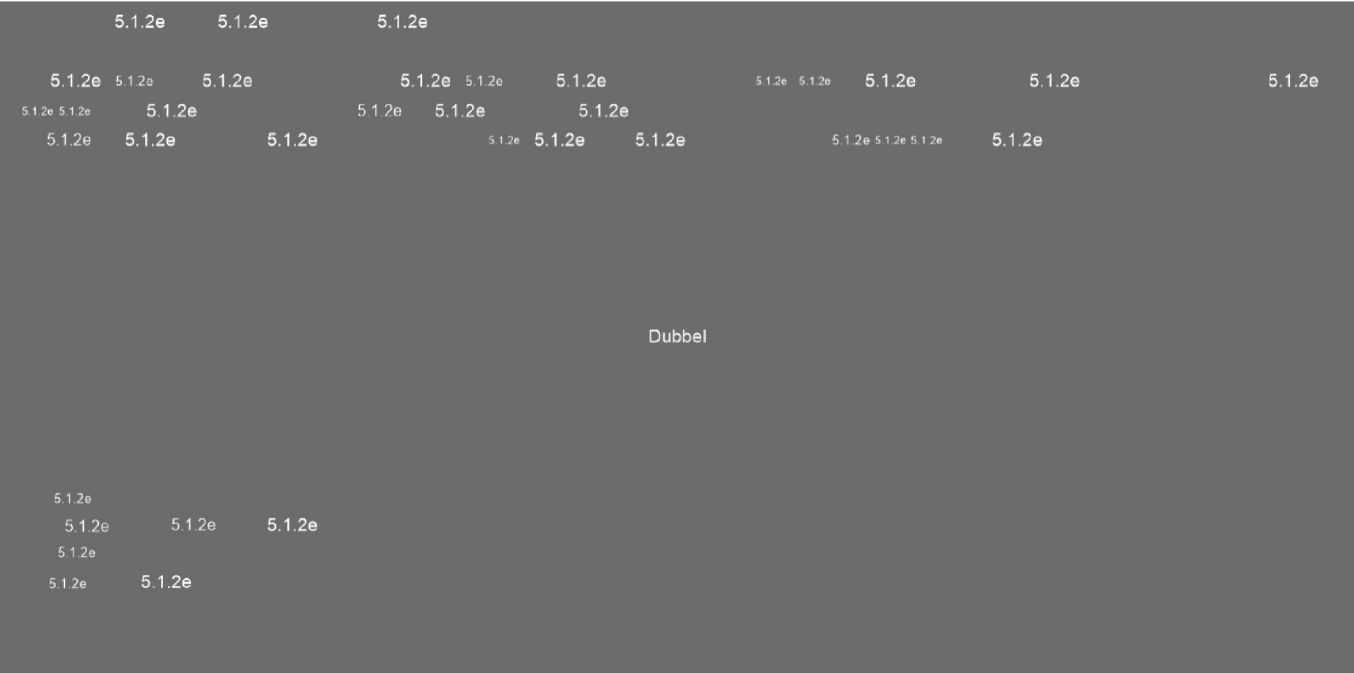 5.1.2e 5.1.2e 5.1.2e
5.1.2e 5.1.2e 5.1.2e 5.1.2e 5.1.2e 5.1.2e 5.1.2e 5.1.2e 5.1.2e 5.1.2e 5.1.2e
5.1.2e 5.1.2e 5.1.2e 5.1.2e 5.1.2e 5.1.2e
5.1.2e 5.1.2e 5.1.2e 5.1.2e 5.1.2e 5.1.2e 5.1.2e 5.1.2e 5.1.2e 5.1.2e
Dubbel
5.1.2e
5.1.2e 5.1.2e 5.1.2e
5.1.2e
5.1.2e 5.1.2e